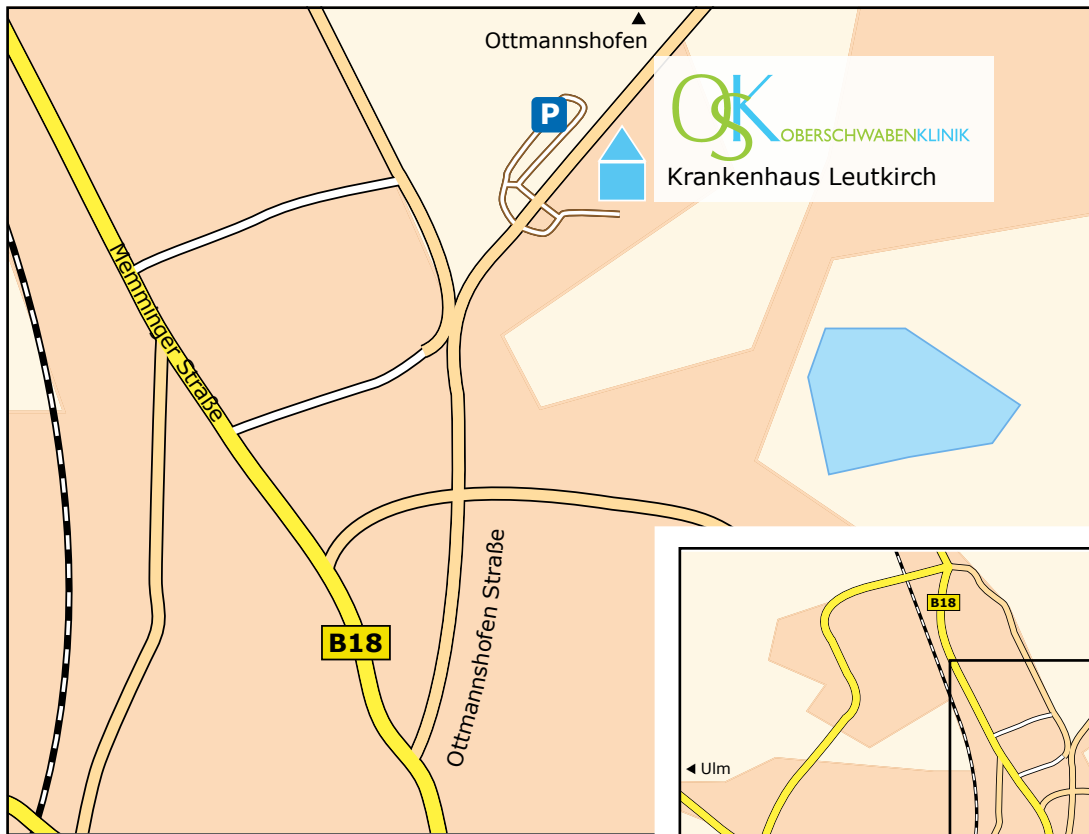 Ottmannshofen
P
OSK OBERSCHWABENKLINIK
Krankenhaus Leutkirch
Memminger Straße
Ottmannshofen Straße
B18
B18
Ulm